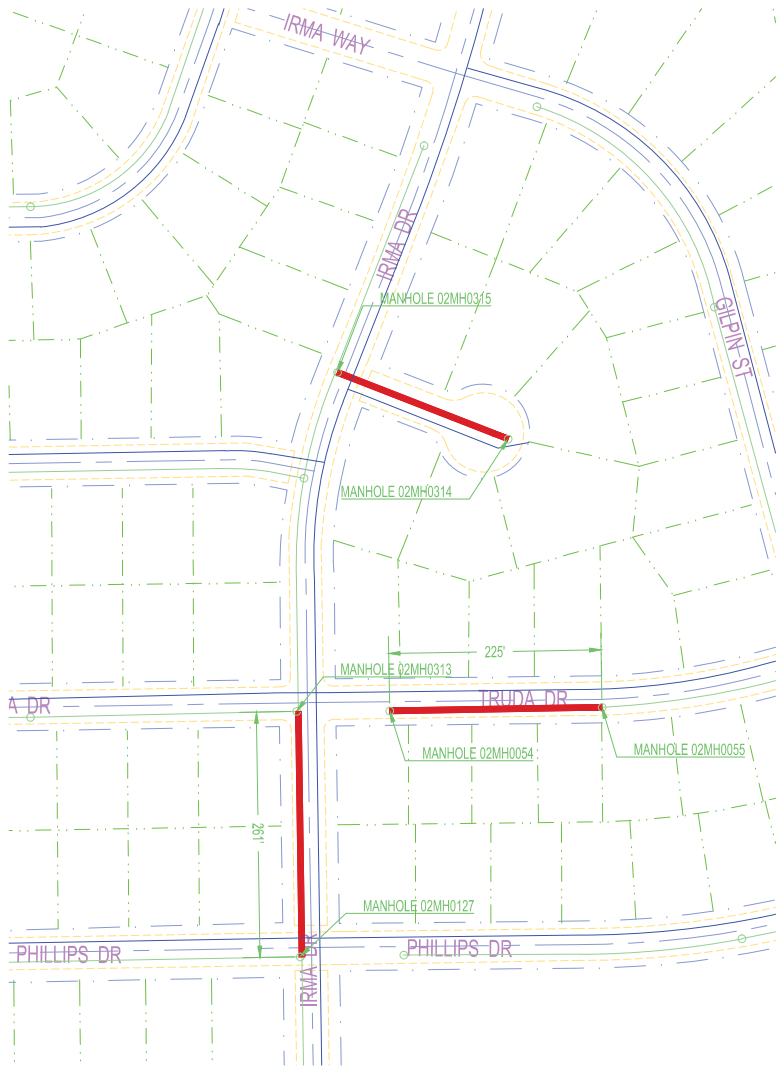 IRMA WAY
IRMA DR
MANHOLE 02MH0315
GILPIN ST
MANHOLE 02MH0314
225'
MANHOLE 02MH0313
A DR
TRUDA DR
MANHOLE 02MH0054
MANHOLE 02MH0055
261'
MANHOLE 02MH0127
PHILLIPS DR
IRMA DR
PHILLIPS DR